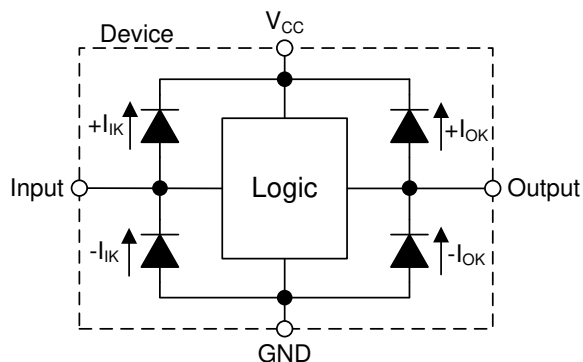 Device
V_CC
+I_IK
+I_OK
Input
Logic
Output
-I_IK
-I_OK
GND